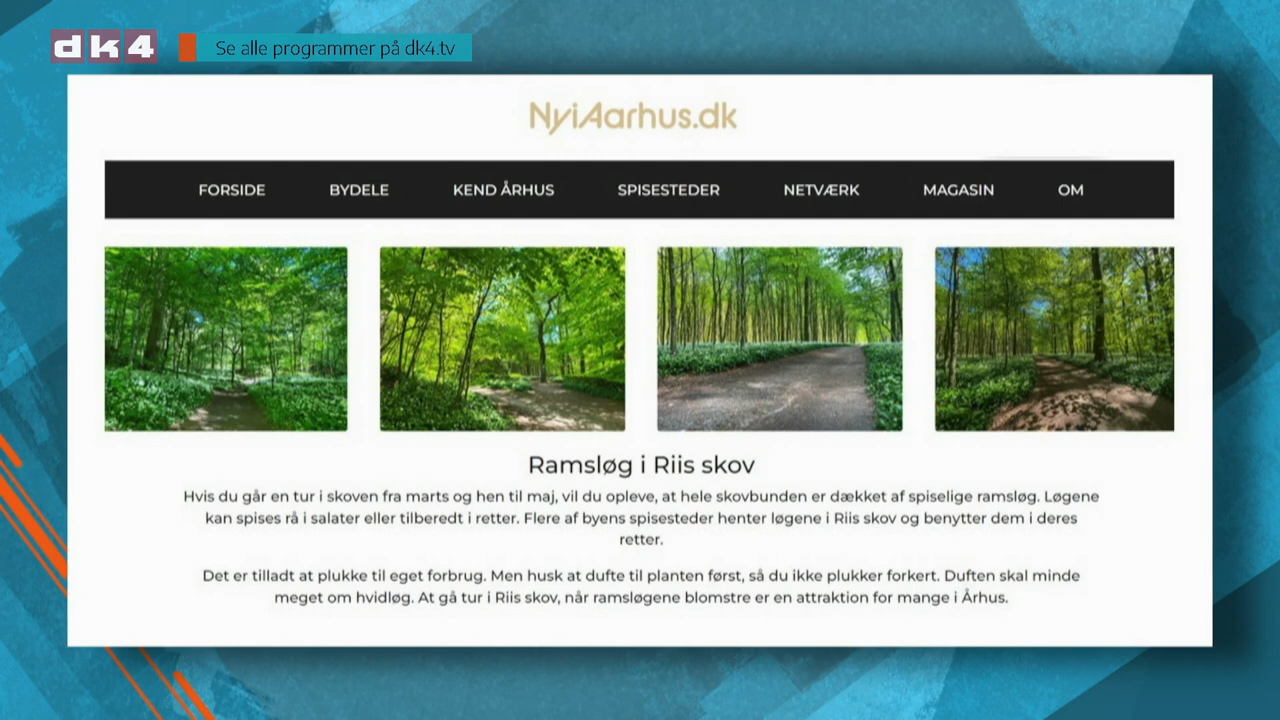 dk4
Se alle programmer på dk4.tv
NyiAarhus.dk
FORSIDE BYDELE KEND ÅRHUS SPISESTEDER NETVÆRK MAGASIN OM
Ramsløg i Riis skov
Hvis du går en tur i skoven fra marts og hen til maj, vil du opleve, at hele skovbunden er dækket af spiselige ramsløg. Løgene
kan spises rå i salater eller tilberedt i retter. Flere af byens spisesteder henter løgene i Riis skov og benytter dem i deres
retter.
Det er tilladt at plukke til eget forbrug. Men husk at dufte til planten først, så du ikke plukker forkert. Duften skal minde
meget om hvidløg. At gå tur i Riis skov, når ramsløgene blomstre er en attraktion for mange i Århus.